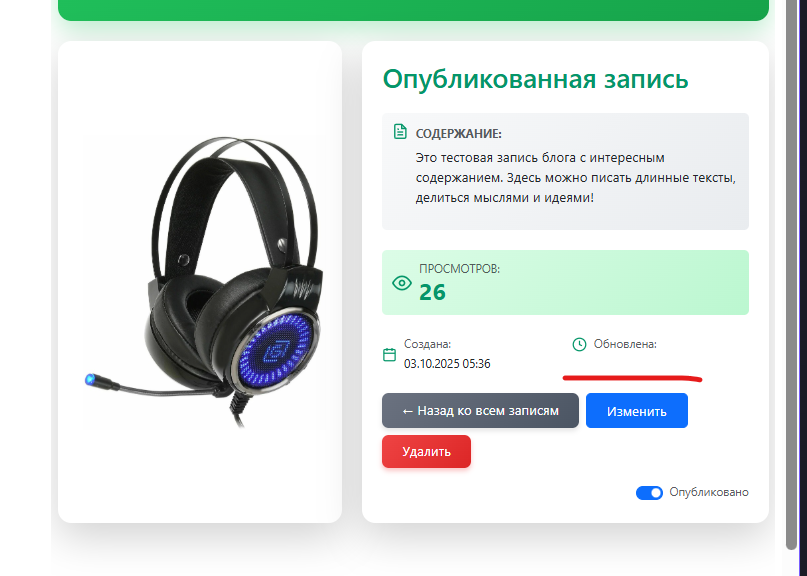 Опубликованная запись
СОДЕРЖАНИЕ:
Это тестовая запись блога с интересным
содержанием. Здесь можно писать длинные тексты,
делиться мыслями и идеями!
ПРОСМОТРОВ:
26
Создана:
03.10.2025 05:36
Обновлена:
← Назад ко всем записям
Изменить
Удалить
Опубликовано